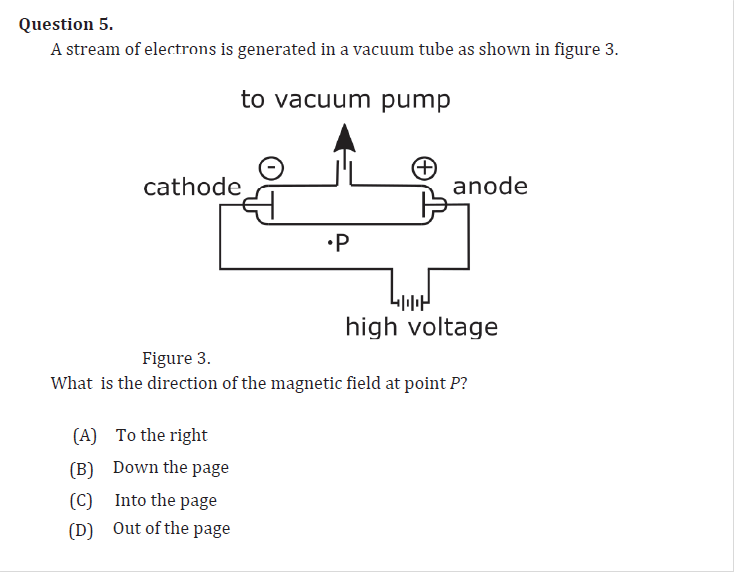 Question 5.
A stream of electrons is generated in a vacuum tube as shown in figure 3.
to vacuum pump
cathode
anode
•P
high voltage
Figure 3.
What is the direction of the magnetic field at point P?
(A) To the right
(B) Down the page
(C) Into the page
(D) Out of the page